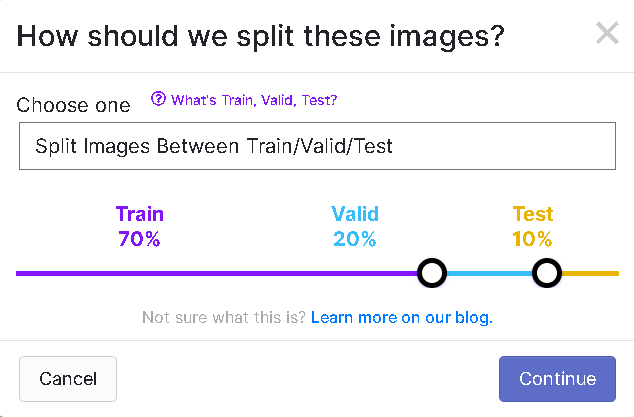 How should we split these images?
Choose one
What's Train, Valid, Test?
Split Images Between Train/Valid/Test
Train Valid Test
70% 20% 10%
Not sure what this is? Learn more on our blog.
Cancel Continue